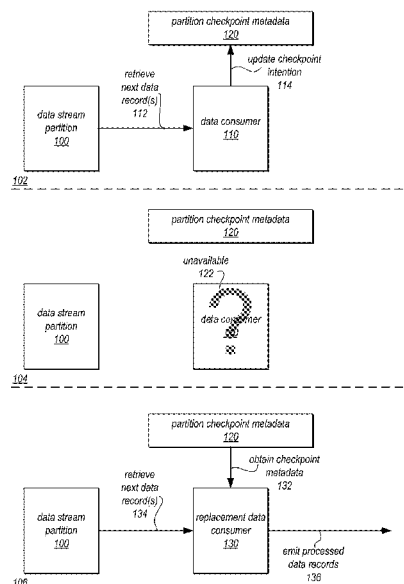 partition checkpoint metadata
120
retrieve
next data
record(s)
112
update checkpoint
intention
114
data stream
partition
100
data consumer
110
102
partition checkpoint metadata
120
unavailable
122
data stream
partition
100
data consumer
?
104
partition checkpoint metadata
120
retrieve
next data
record(s)
134
obtain checkpoint
metadata
132
data stream
partition
100
replacement data
consumer
130
emit processed
data records
136
106